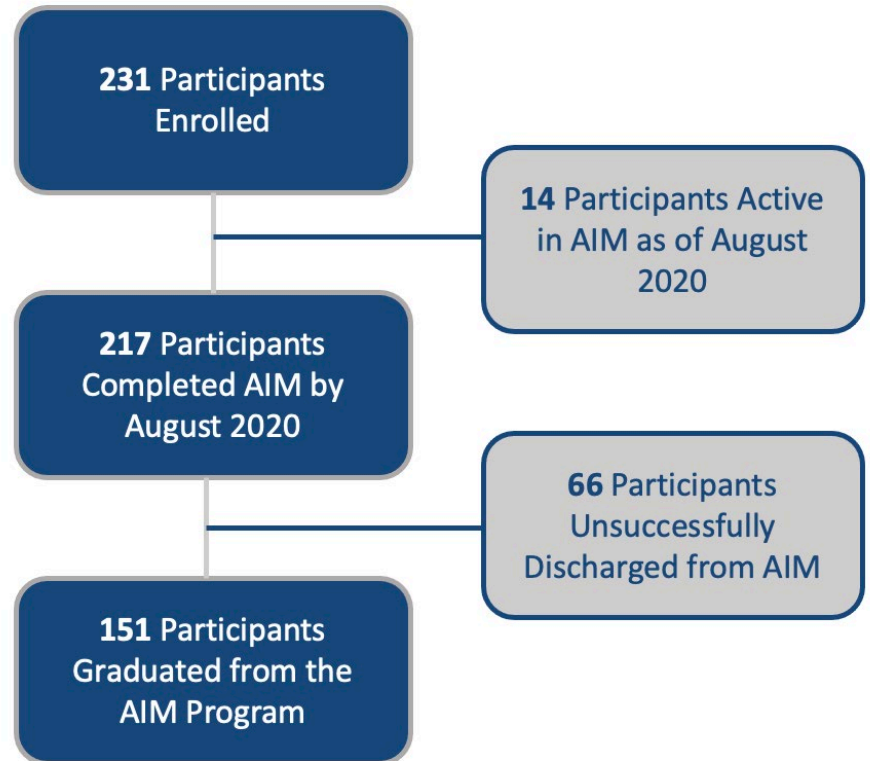 231 Participants
Enrolled
14 Participants Active
in AIM as of August
2020
217 Participants
Completed AIM by
August 2020
66 Participants
Unsuccessfully
Discharged from AIM
151 Participants
Graduated from the
AIM Program